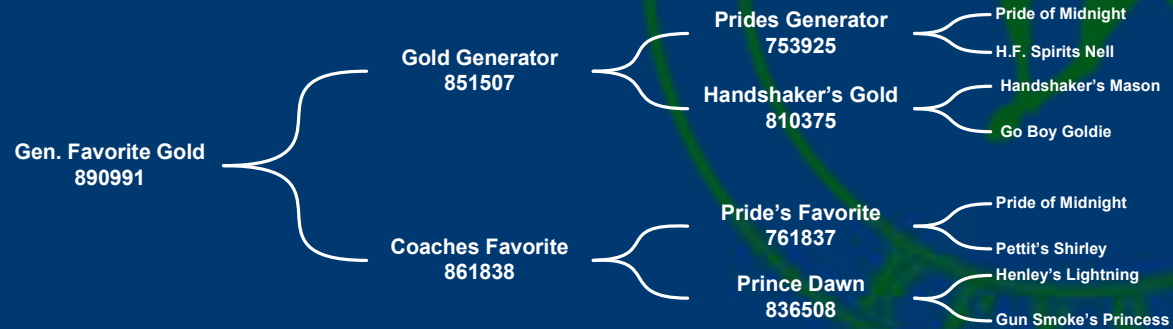 Gen. Favorite Gold
890991
Gold Generator
851507
Coaches Favorite
861838
Prides Generator
753925
Handshaker's Gold
810375
Pride's Favorite
761837
Prince Dawn
836508
Pride of Midnight
H.F. Spirits Nell
Handshaker's Mason
Go Boy Goldie
Pride of Midnight
Pettit's Shirley
Henley's Lightning
Gun Smoke's Princess